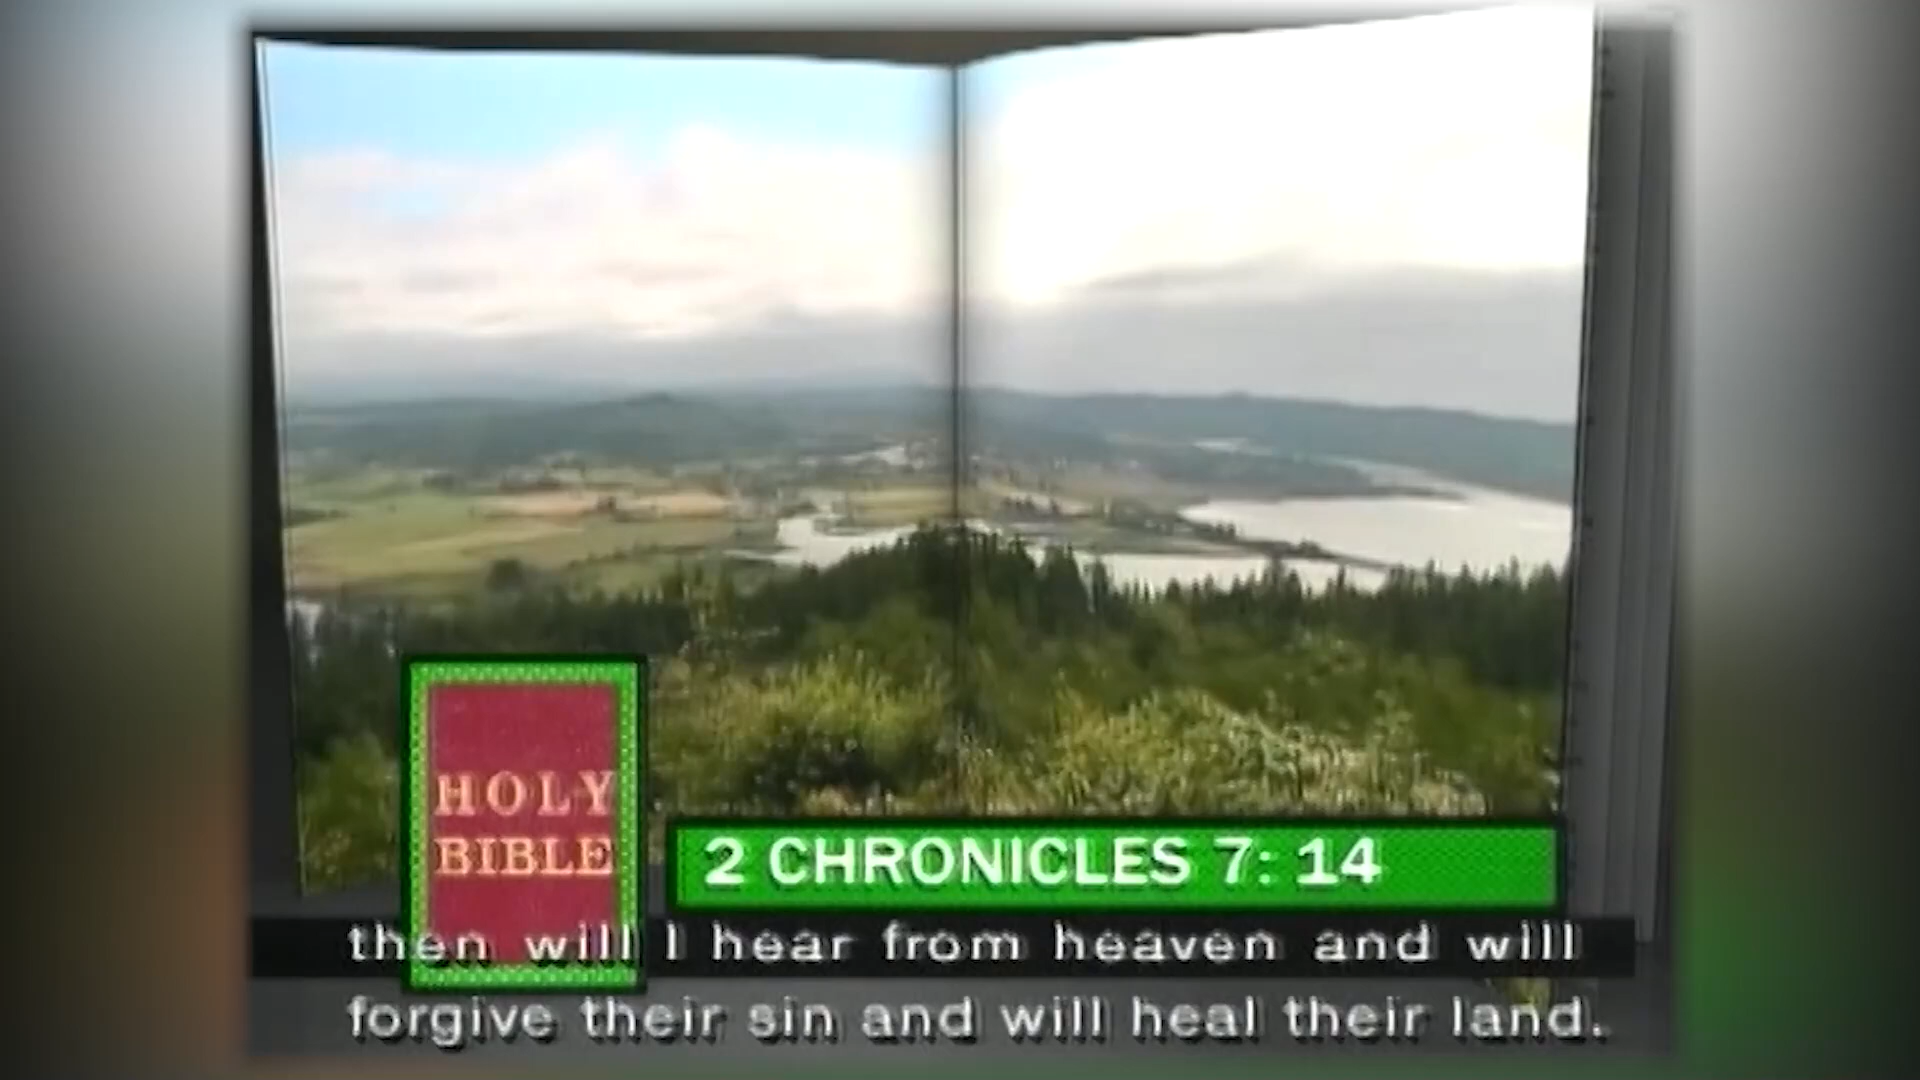 HOLY
BIBLE
2 CHRONICLES 7: 14
then will I hear from heaven and will
forgive their sin and will heal their land.